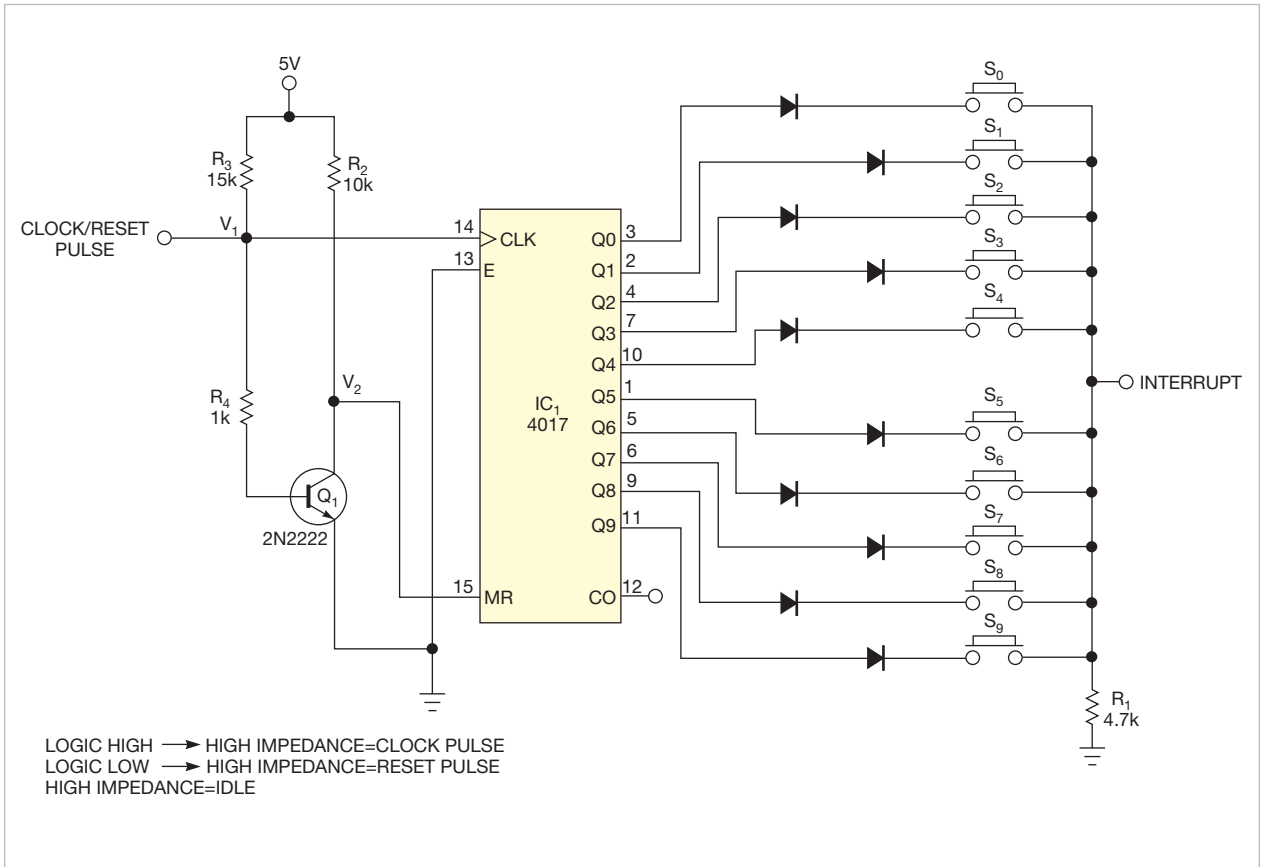 5V
R3
15k
R2
10k
CLOCK/RESET
PULSE
V1
R4
1k
V2
Q1
2N2222
14
CLK
13
E
15
MR
IC1
4017
Q0
3
Q1
2
Q2
4
Q3
7
Q4
10
Q5
1
Q6
5
Q7
6
Q8
9
Q9
11
CO
12
S0
S1
S2
S3
S4
INTERRUPT
S5
S6
S7
S8
S9
R1
4.7k
LOGIC HIGH → HIGH IMPEDANCE=CLOCK PULSE
LOGIC LOW → HIGH IMPEDANCE=RESET PULSE
HIGH IMPEDANCE=IDLE